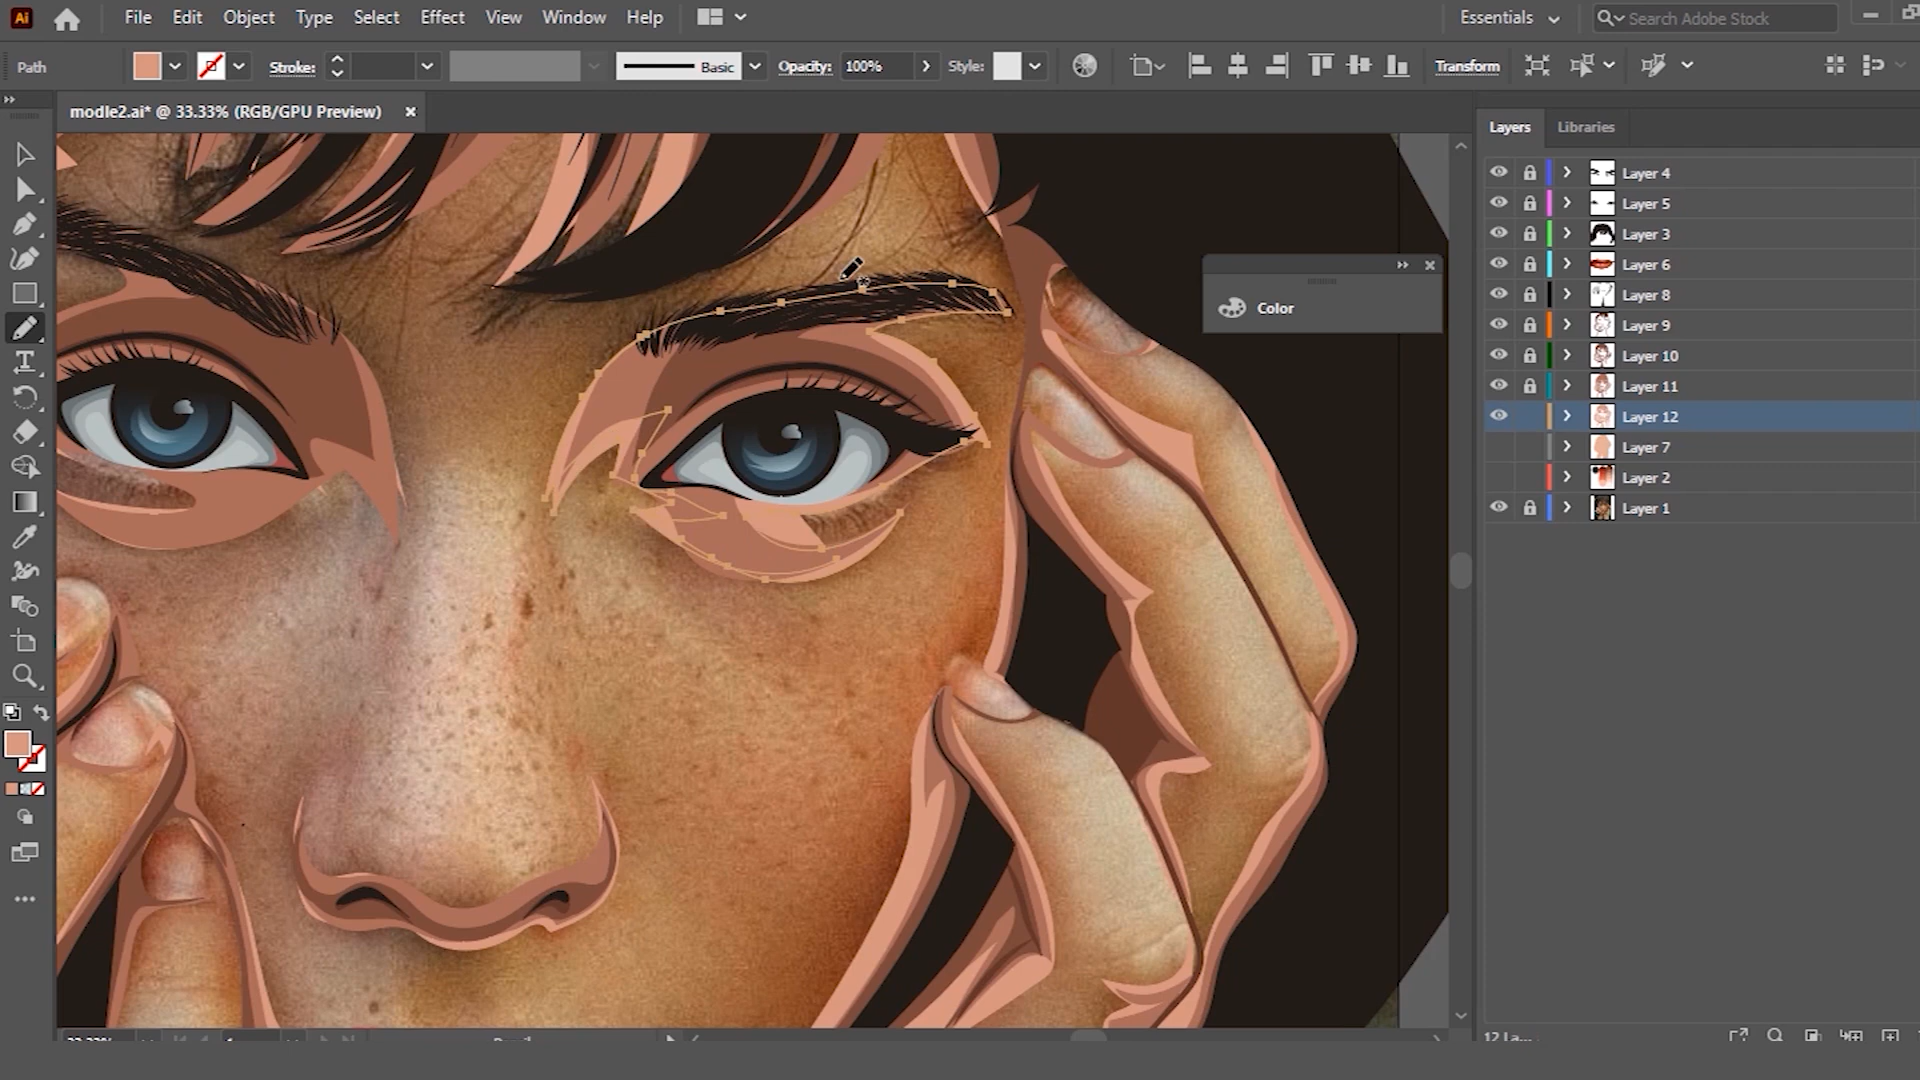 Ai File Edit Object Type Select Effect View Window Help Essentials Search Adobe Stock
Path Stroke: Basic Opacity: 100% Style: Transform
modle2.ai* @ 33.33% (RGB/GPU Preview)
Layers Libraries
Layer 4
Layer 5
Layer 3
Layer 6
Layer 8
Layer 9
Layer 10
Layer 11
Layer 12
Layer 7
Layer 2
Layer 1
Color